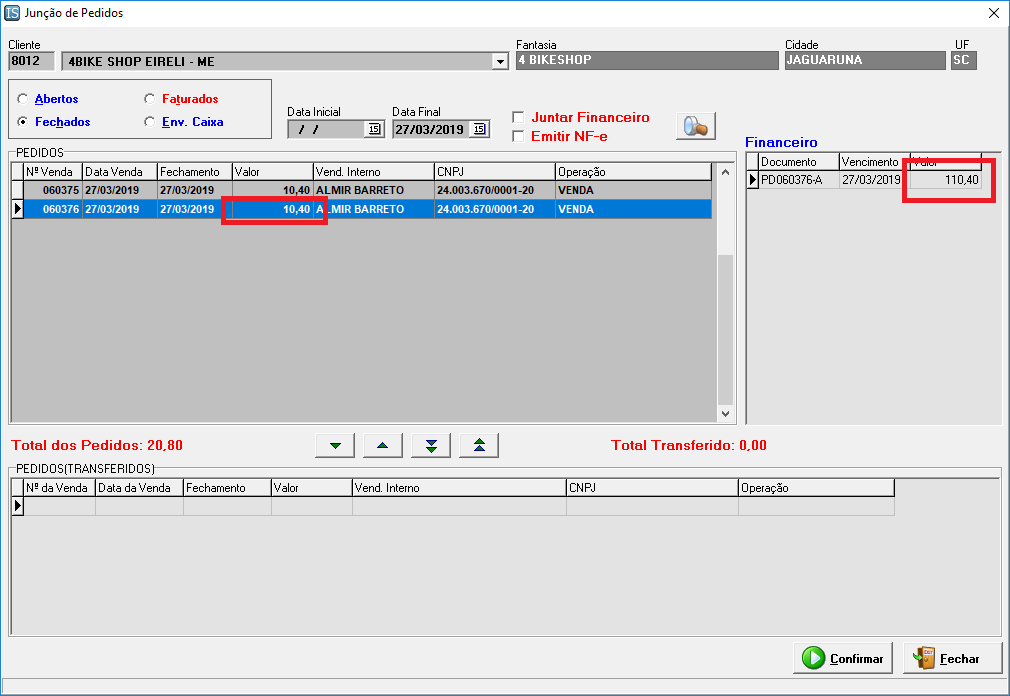 IS Junção de Pedidos
Cliente Fantasia Cidade UF
8012 4BIKE SHOP EIRELI - ME 4 BIKESHOP JAGUARUNA SC
Abertos Faturados
Fechados Env. Caixa
Data Inicial Data Final
/ / 15 27/03/2019 15
Juntar Financeiro
Emitir NF-e
PEDIDOS
Nº Venda Data Venda Fechamento Valor Vend. Interno CNPJ Operação
060375 27/03/2019 27/03/2019 10,40 ALMIR BARRETO 24.003.670/0001-20 VENDA
060376 27/03/2019 27/03/2019 10,40 ALMIR BARRETO 24.003.670/0001-20 VENDA
Financeiro
Documento Vencimento Valor
PD060376-A 27/03/2019 110,40
Total dos Pedidos: 20,80 Total Transferido: 0,00
PEDIDOS(TRANSFERIDOS)
Nº da Venda Data da Venda Fechamento Valor Vend. Interno CNPJ Operação
Confirmar EXIT Fechar